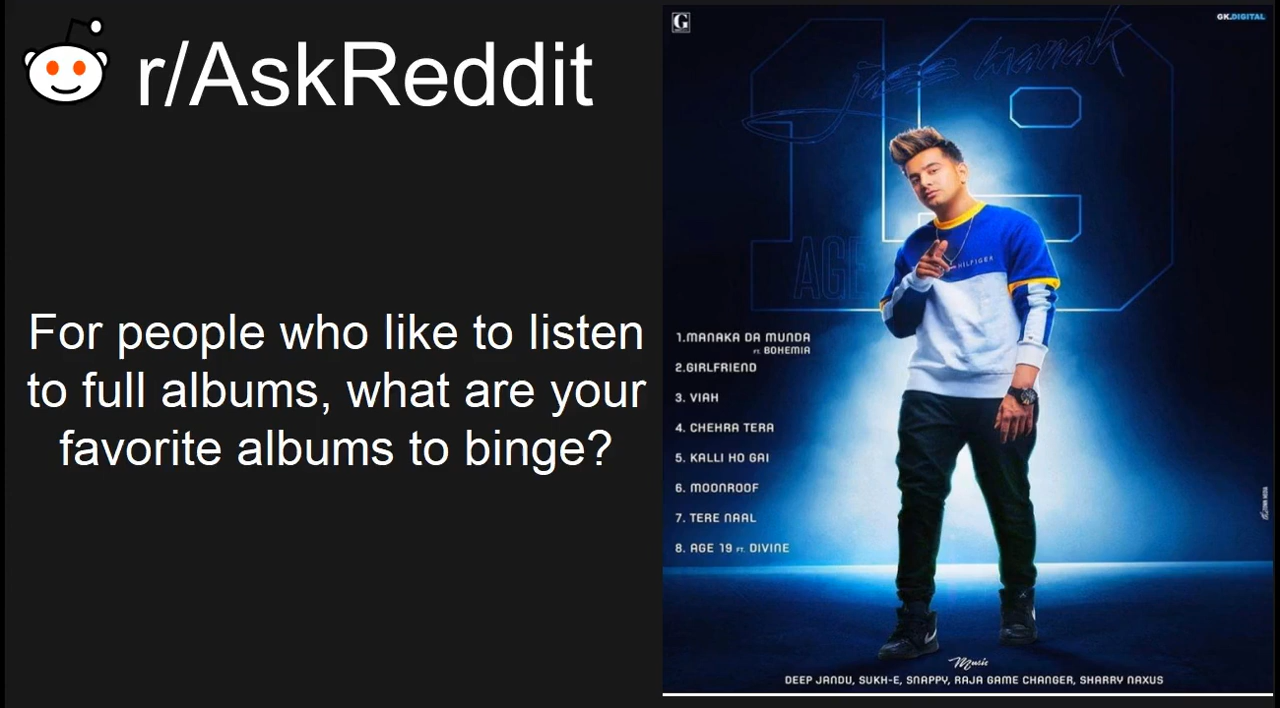 r/AskReddit
For people who like to listen
to full albums, what are your
favorite albums to binge?
G
GK.DIGITAL
jass manak
19
AGE
HILFIGER
1.MANAKA DA MUNDA
FT. BOHEMIA
2.GIRLFRIEND
3. VIAH
4. CHEHRA TERA
5. KALLI HO GAI
6. MOONROOF
7. TERE NAAL
8. AGE 19 FT. DIVINE
Music
DEEP JANDU, SUKH-E, SNAPPY, RAJA GAME CHANGER, SHARRY NAXUS